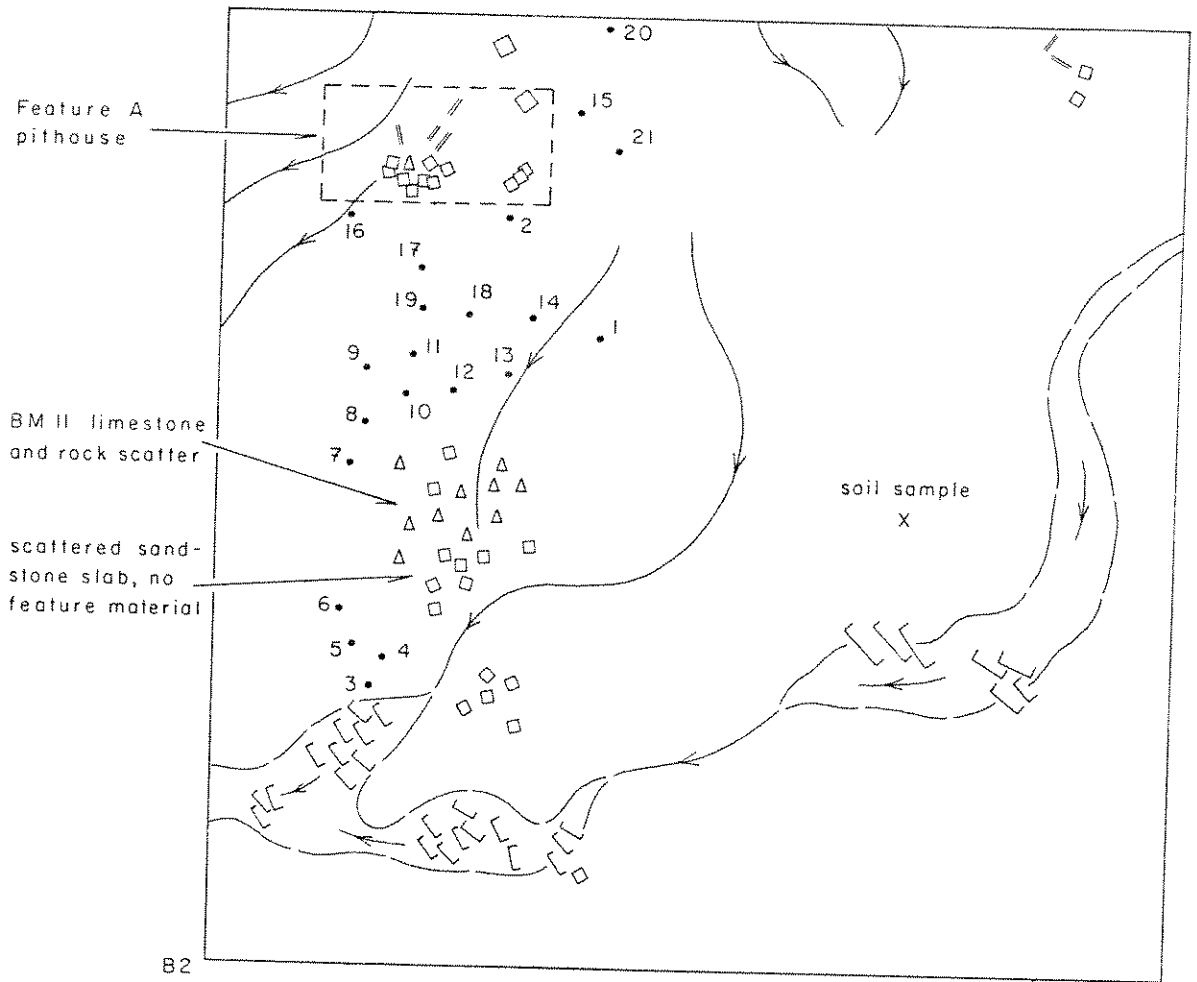 20
Feature A
pithouse
15
21
16
2
17
19
18
14
1
9
11
13
12
10
8
BM II limestone
and rock scatter
7
soil sample
X
scattered sand-
stone slab, no
feature material
6
5
4
3
B2